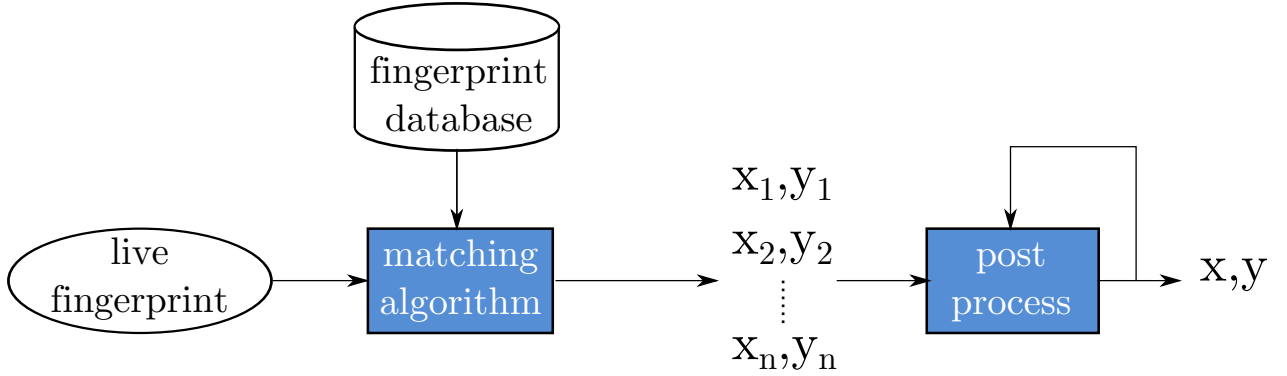 fingerprint
database
live
fingerprint
matching
algorithm
x₁,y₁
x₂,y₂
xₙ,yₙ
post
process
x,y